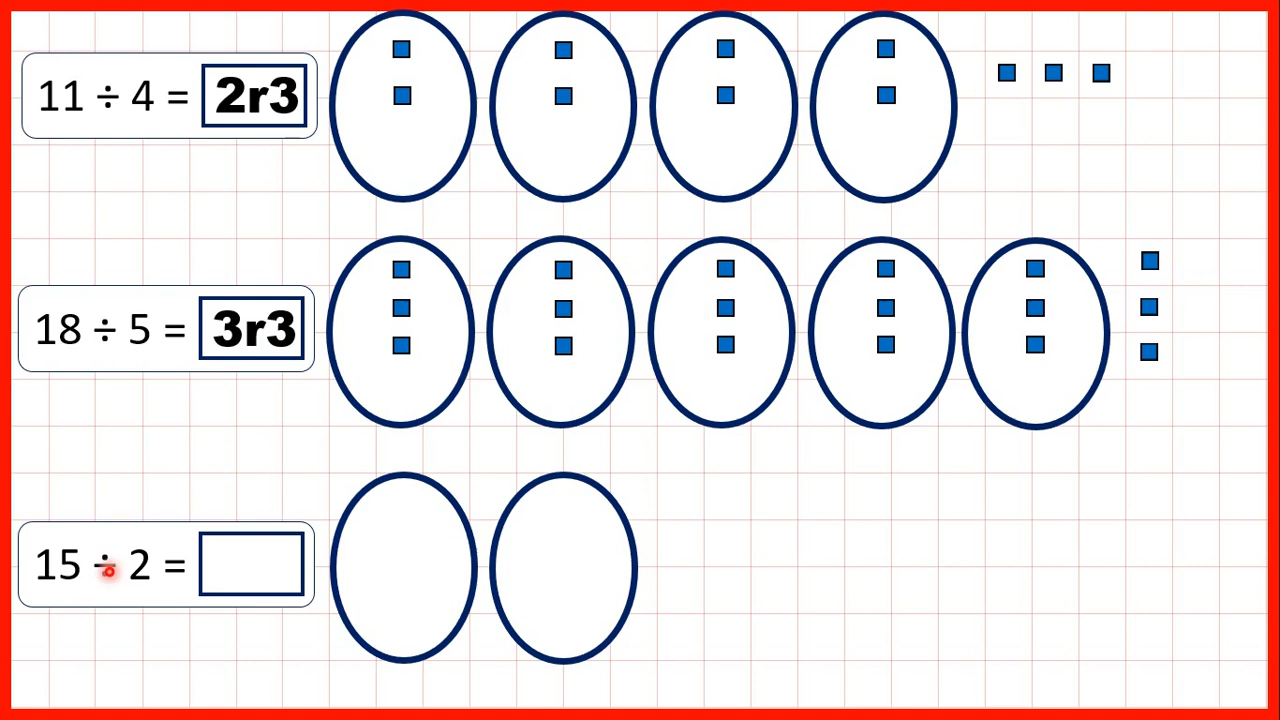 11 ÷ 4 = 2r3
18 ÷ 5 = 3r3
15 ÷ 2 =